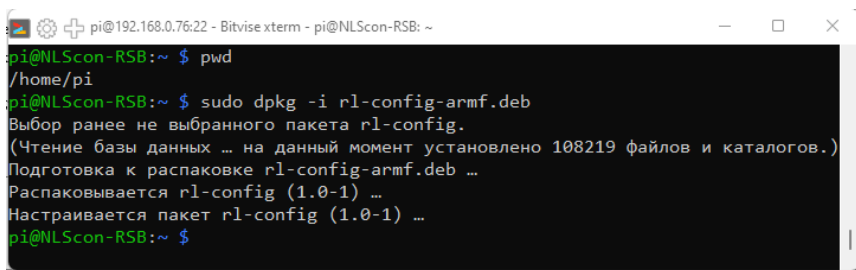 pi@192.168.0.76:22 - Bitvise xterm - pi@NLScon-RSB: ~
pi@NLScon-RSB:~ $ pwd
/home/pi
pi@NLScon-RSB:~ $ sudo dpkg -i rl-config-armf.deb
Выбор ранее не выбранного пакета rl-config.
(Чтение базы данных … на данный момент установлено 108219 файлов и каталогов.)
Подготовка к распаковке rl-config-armf.deb …
Распаковывается rl-config (1.0-1) …
Настраивается пакет rl-config (1.0-1) …
pi@NLScon-RSB:~ $